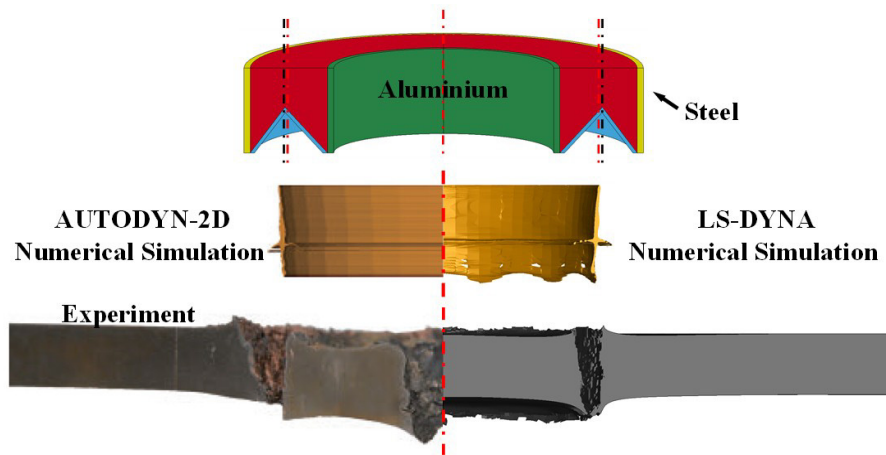 Aluminium
Steel
AUTODYN-2D
Numerical Simulation
LS-DYNA
Numerical Simulation
Experiment